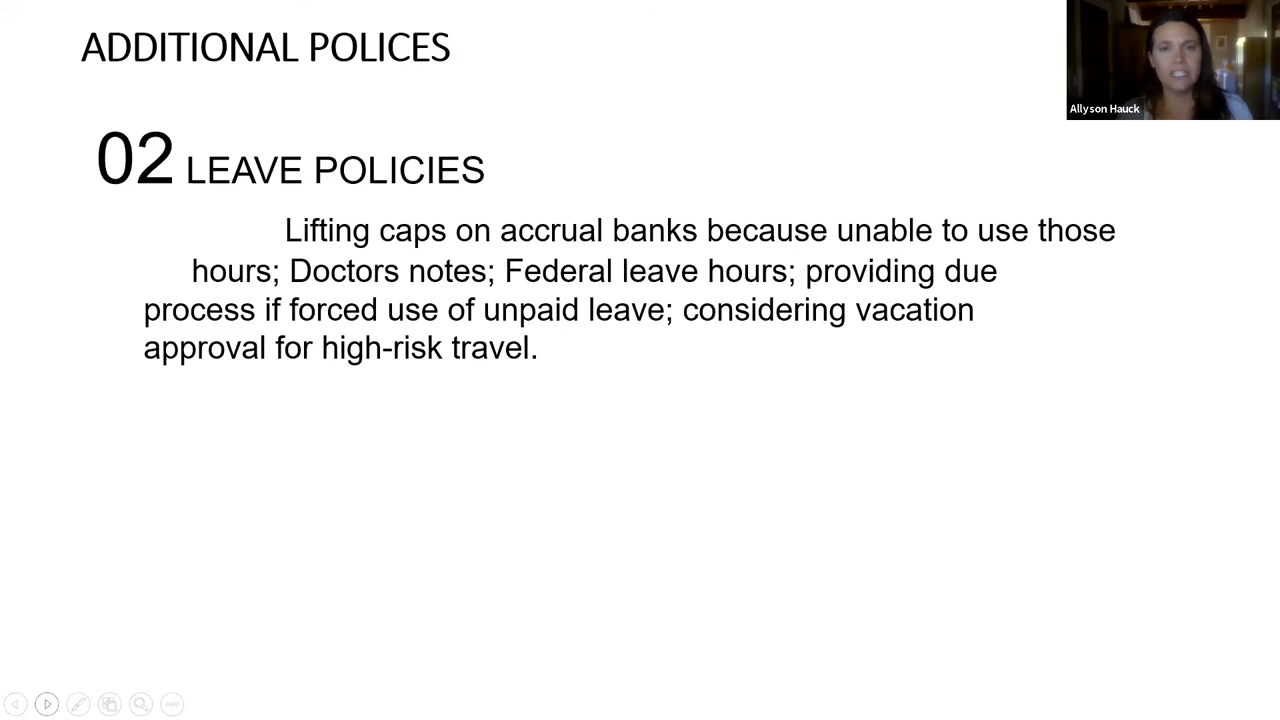 ADDITIONAL POLICES
Allyson Hauck
02 LEAVE POLICIES
Lifting caps on accrual banks because unable to use those
hours; Doctors notes; Federal leave hours; providing due
process if forced use of unpaid leave; considering vacation
approval for high-risk travel.